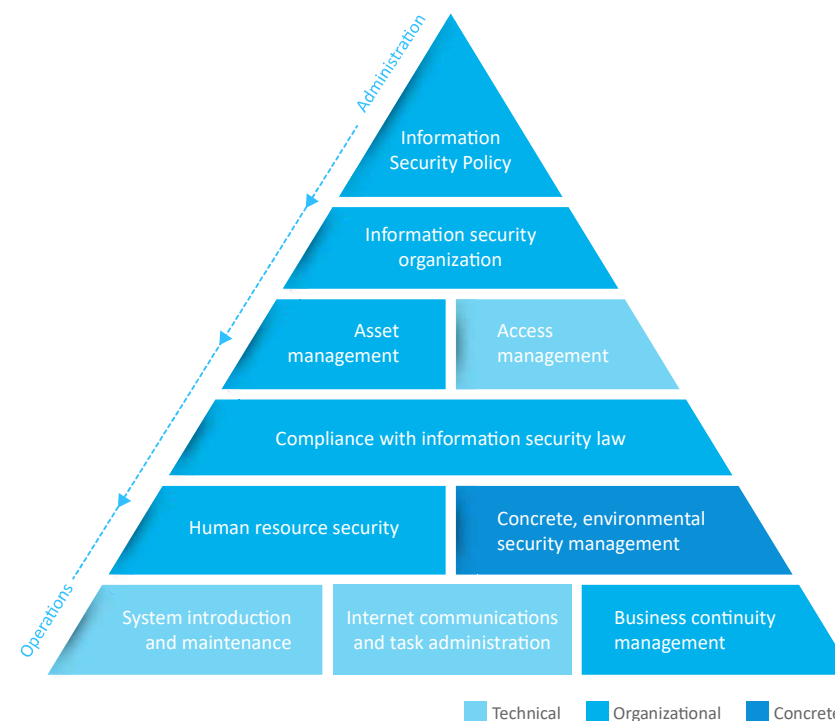 Administration
Information
Security Policy
Information security
organization
Asset
management
Access
management
Compliance with information security law
Human resource security
Concrete, environmental
security management
Operations
System introduction
and maintenance
Internet communications
and task administration
Business continuity
management
Technical
Organizational
Concrete